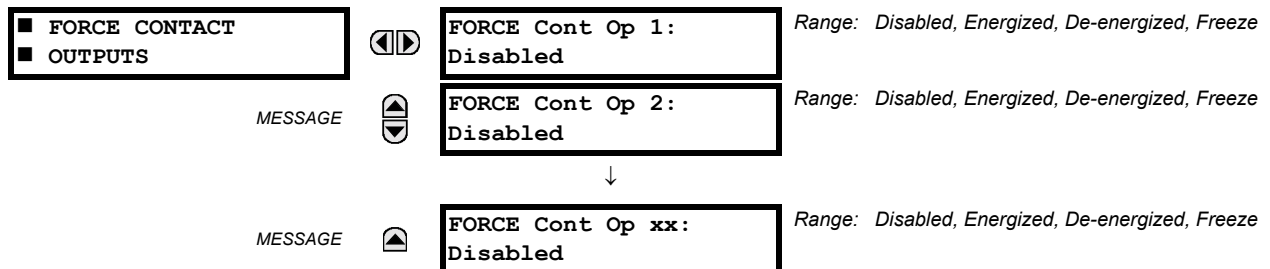 ■ FORCE CONTACT
■ OUTPUTS
FORCE Cont Op 1:
Disabled
Range: Disabled, Energized, De-energized, Freeze
MESSAGE
FORCE Cont Op 2:
Disabled
Range: Disabled, Energized, De-energized, Freeze
↓
MESSAGE
FORCE Cont Op xx:
Disabled
Range: Disabled, Energized, De-energized, Freeze